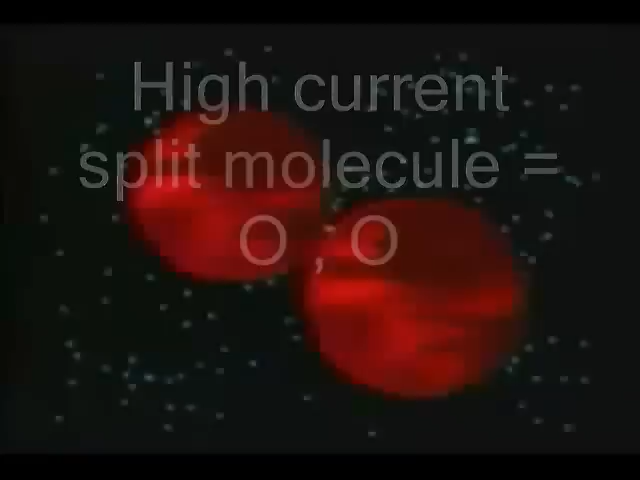 High current
split molecule =
O ; O